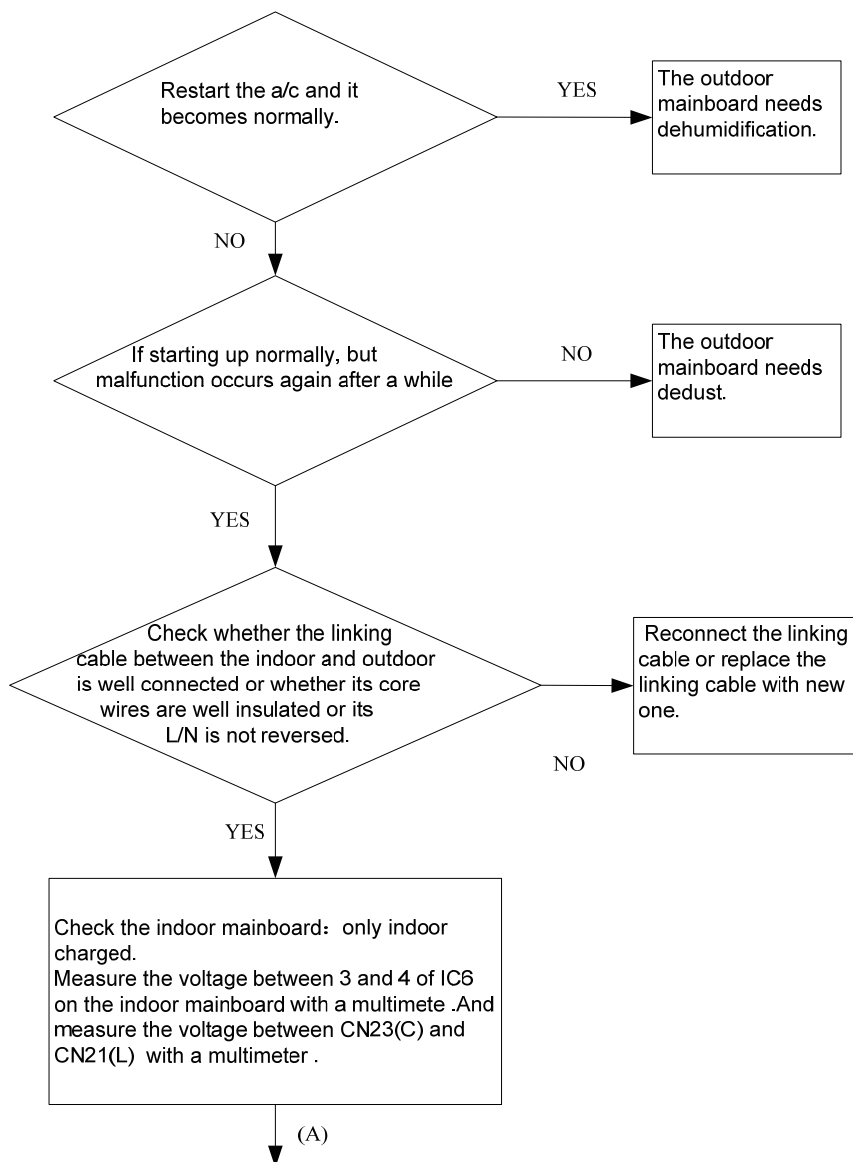 Restart the a/c and it
becomes normally.
YES
The outdoor
mainboard needs
dehumidification.
NO
If starting up normally, but
malfunction occurs again after a while
NO
The outdoor
mainboard needs
dedust.
YES
Check whether the linking
cable between the indoor and outdoor
is well connected or whether its core
wires are well insulated or its
L/N is not reversed.
NO
Reconnect the linking
cable or replace the
linking cable with new
one.
YES
Check the indoor mainboard：only indoor
charged.
Measure the voltage between 3 and 4 of IC6
on the indoor mainboard with a multimete .And
measure the voltage between CN23(C) and
CN21(L) with a multimeter .
(A)